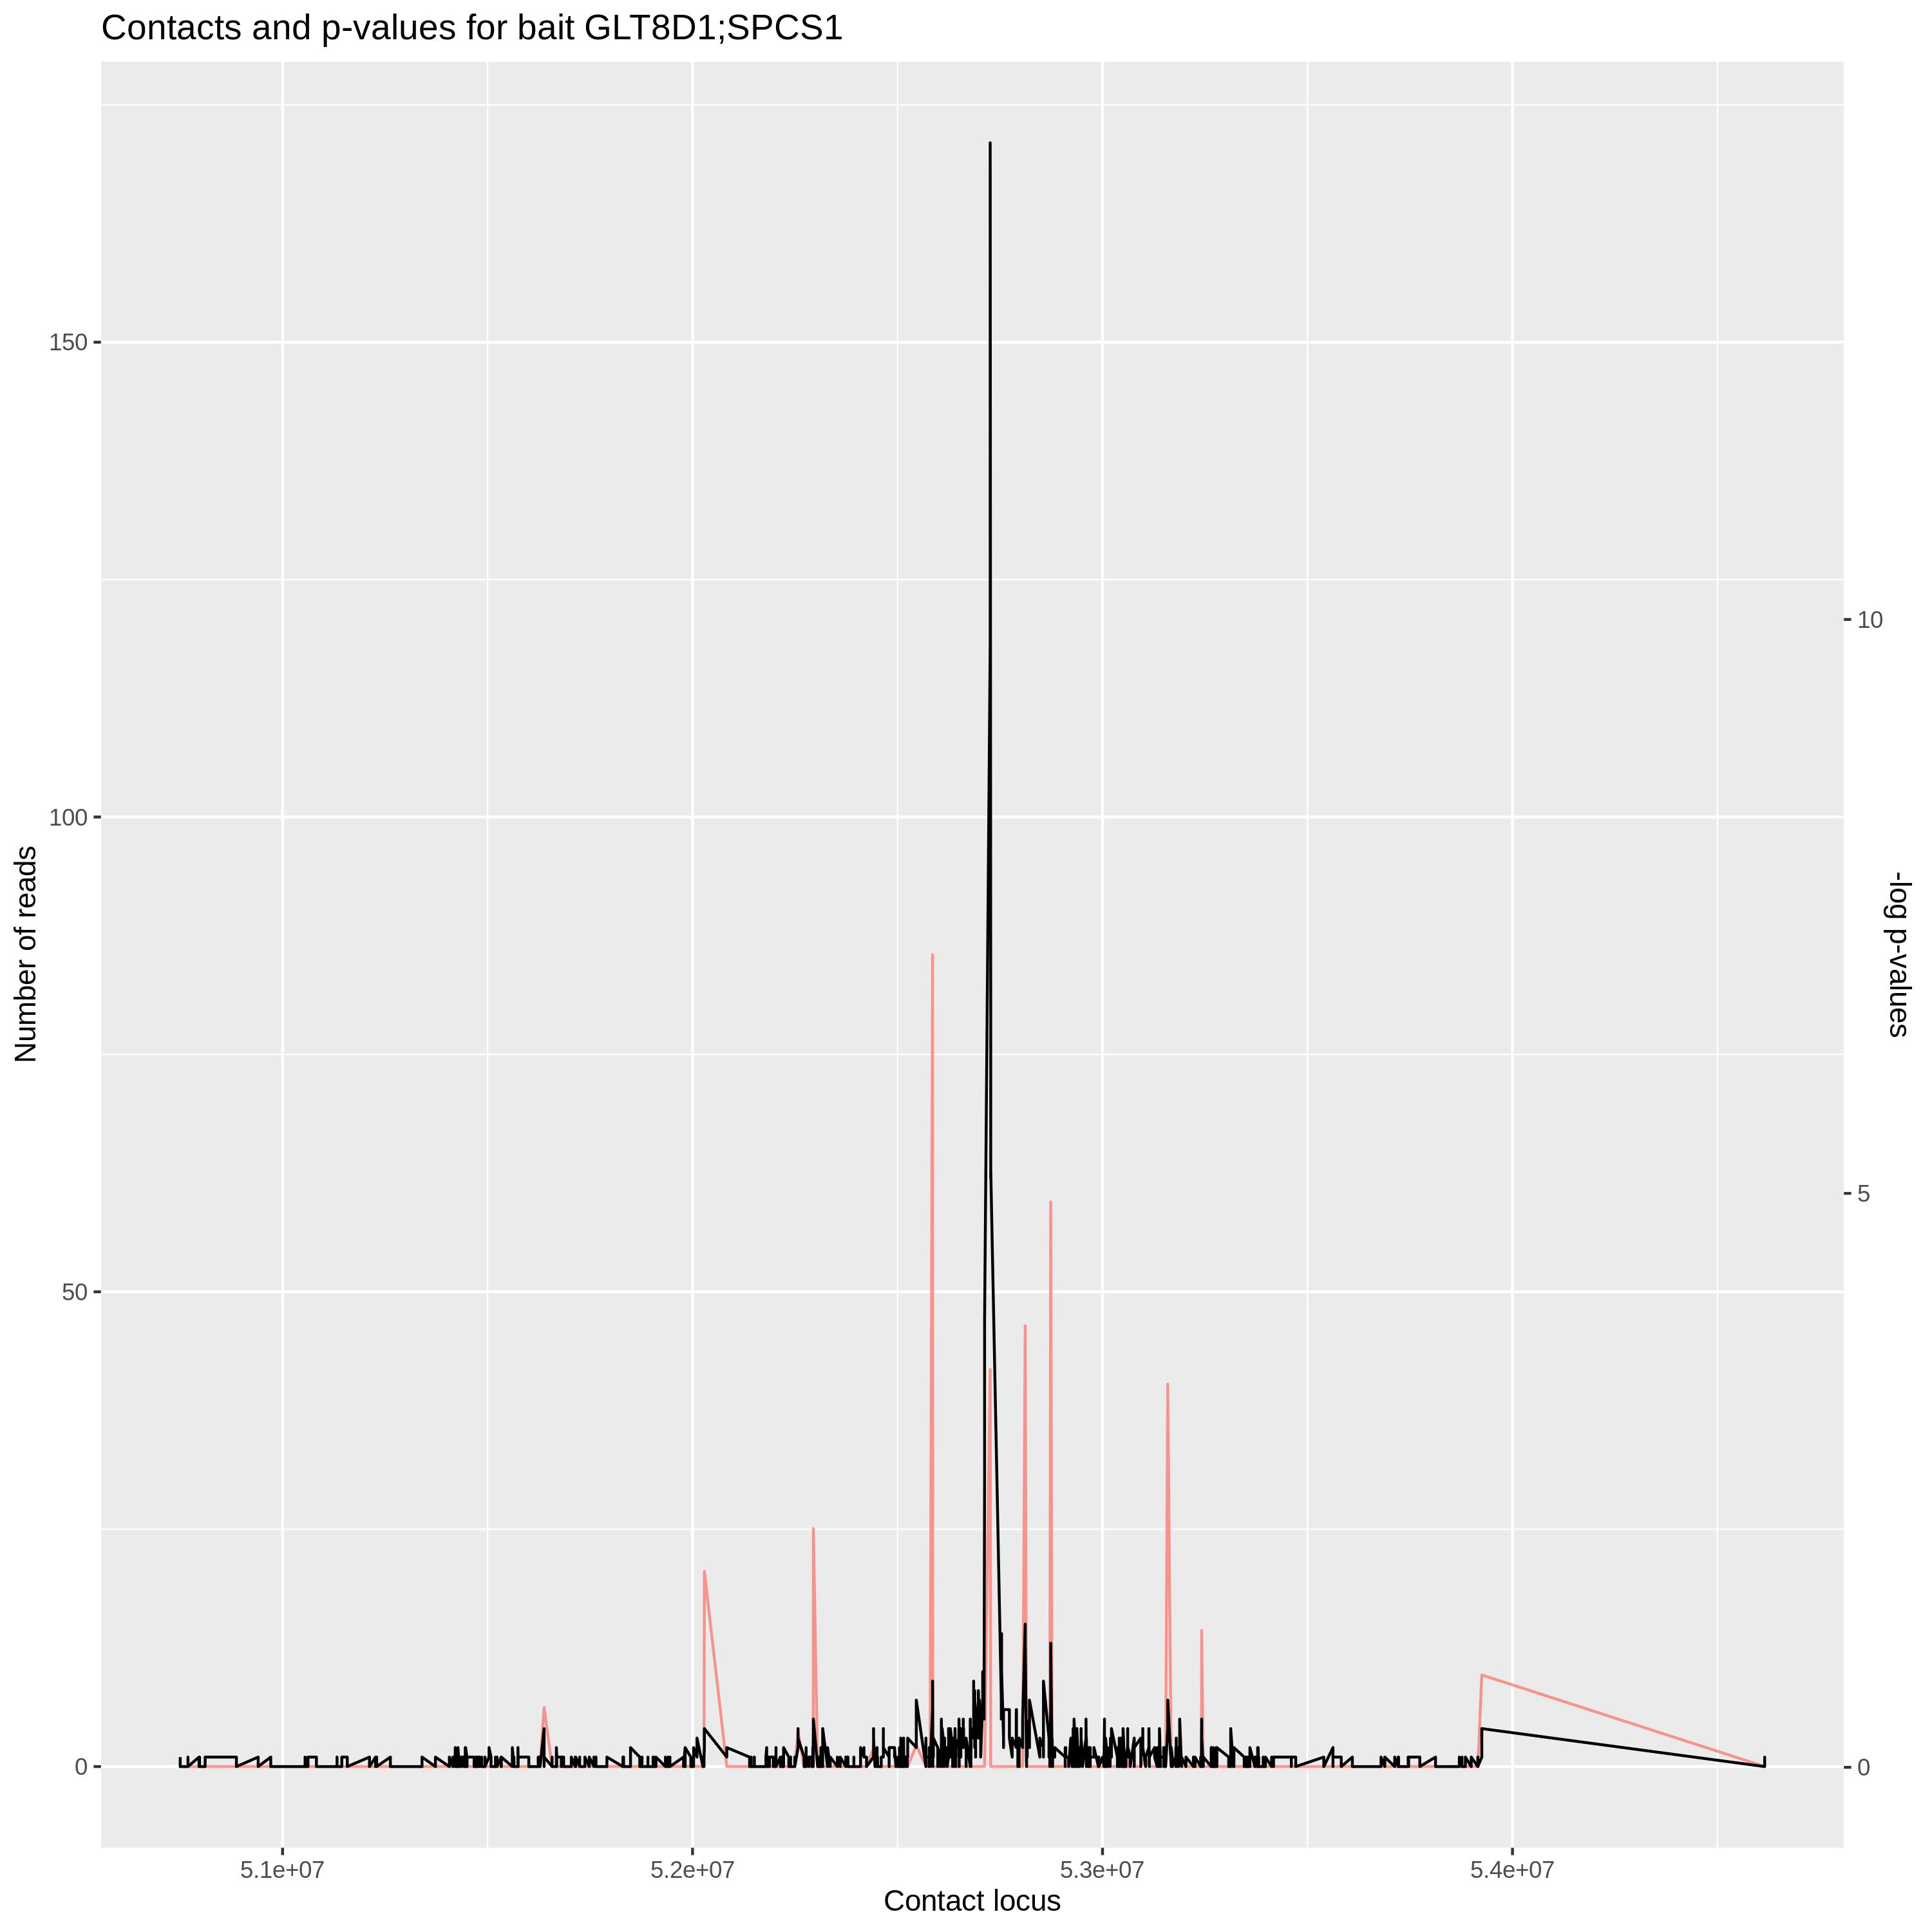 Contacts and p-values for bait GLT8D1;SPCS1
150
100
50
0
Number of reads
10
5
0
-log p-values
5.1e+07
5.2e+07
5.3e+07
5.4e+07
Contact locus